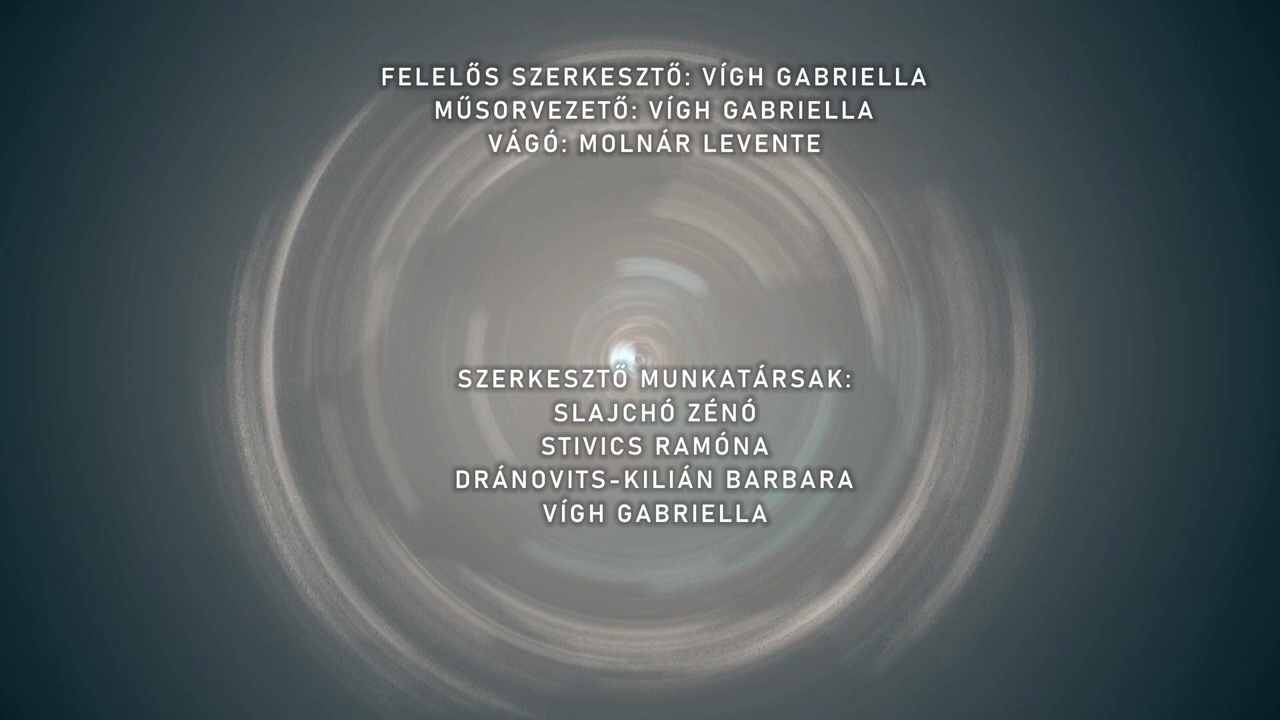 FELELŐS SZERKESZTŐ: VÍGH GABRIELLA
MŰSORVEZETŐ: VÍGH GABRIELLA
VÁGÓ: MOLNÁR LEVENTE
SZERKESZTŐ MUNKATÁRSAK:
SLAJCHÓ ZÉNÓ
STIVICS RAMÓNA
DRÁNOVITS-KILIÁN BARBARA
VÍGH GABRIELLA